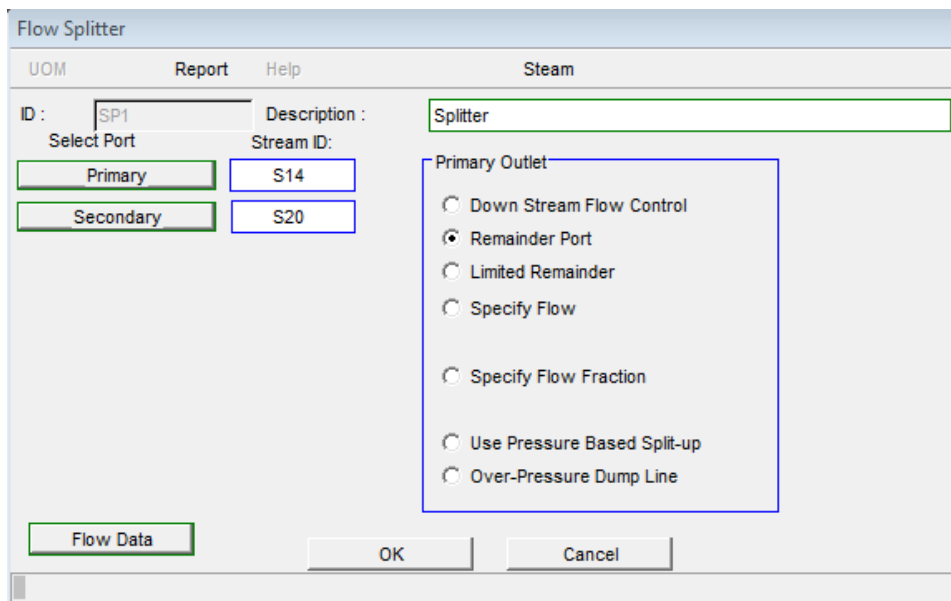 Flow Splitter
UOM Report Help Steam
ID : SP1 Description : Splitter
Select Port Stream ID:
Primary S14
Secondary S20
Primary Outlet
Down Stream Flow Control
Remainder Port
Limited Remainder
Specify Flow
Specify Flow Fraction
Use Pressure Based Split-up
Over-Pressure Dump Line
Flow Data
OK Cancel